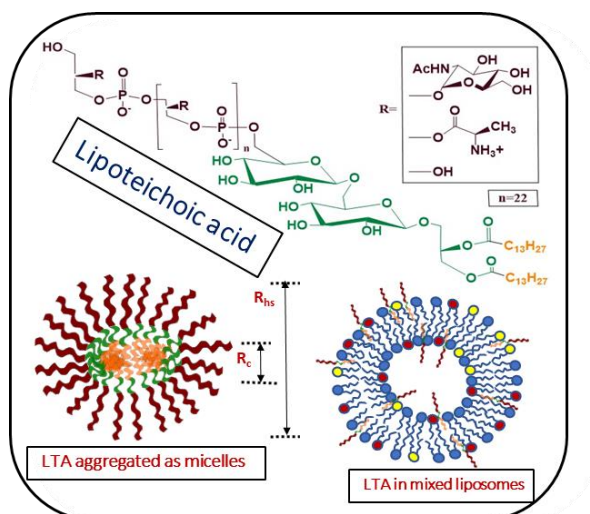 HO
R
O
O
P
O
O-
O
R
O
O
P
O
O-
n
O
HO
HO
OH
O
O
HO
HO
OH
O
O
O
O
C13H27
O
O
C13H27
R=
AcHN
OH
OH
O
OH
O
O
O
CH3
NH3+
OH
n=22
Lipoteichoic acid
Rhs
Rc
LTA aggregated as micelles
LTA in mixed liposomes